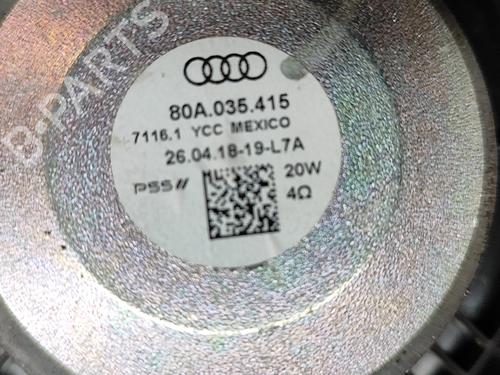 B-PARTS
80A.035.415
7116.1 YCC MEXICO
26.04.18-19-L7A
PSS//
20W
4Ω